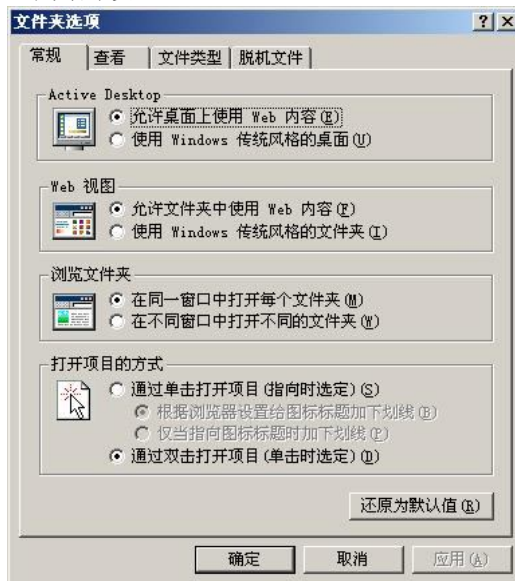 文件夹选项
常规 查看 文件类型 脱机文件
Active Desktop
允许桌面上使用 Web 内容(E)
使用 Windows 传统风格的桌面(U)
Web 视图
允许文件夹中使用 Web 内容(F)
使用 Windows 传统风格的文件夹(I)
浏览文件夹
在同一窗口中打开每个文件夹(M)
在不同窗口中打开不同的文件夹(W)
打开项目的方式
通过单击打开项目(指向时选定)(S)
根据浏览器设置给图标标题加下划线(B)
仅当指向图标标题时加下划线(P)
通过双击打开项目(单击时选定)(D)
还原为默认值(R)
确定 取消 应用(A)